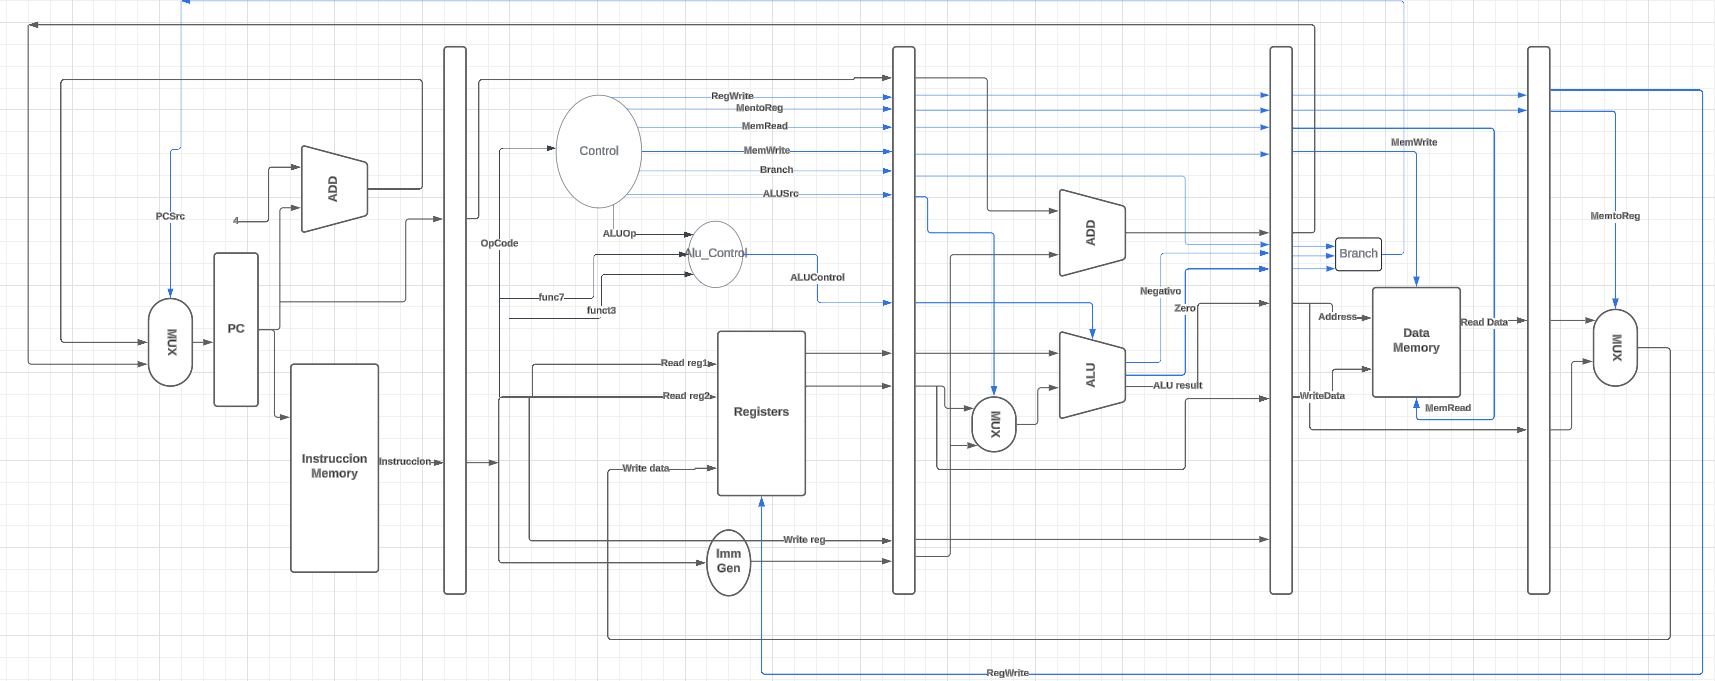 RegWrite
MentoReg
MemRead
MemWrite
Branch
ALUSrc
Control
ADD
4
PCSrc
OpCode
ALUOp
Alu_Control
ALUControl
func7
funct3
MUX
PC
Instruccion
Memory
Instruccion
Read reg1
Read reg2
Registers
Write data
Write reg
Imm
Gen
ADD
Negativo
Zero
ALU
ALU result
MUX
MemWrite
Branch
Address
Data
Memory
Read Data
WriteData
MemRead
MemtoReg
MUX
RegWrite